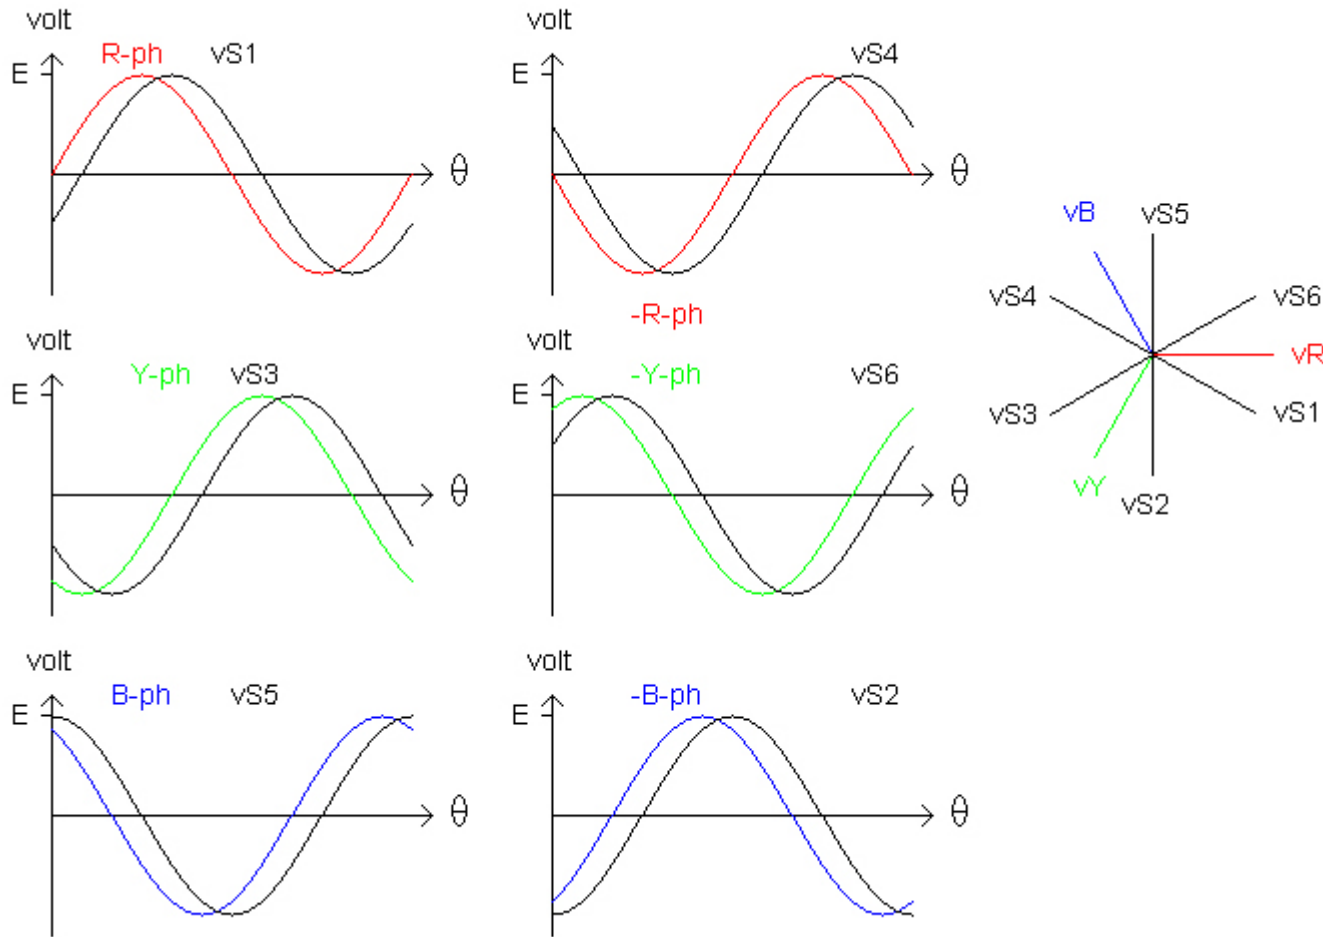 volt
R-ph vS1
E
θ
volt
vS4
E
θ
-R-ph
volt
Y-ph vS3
E
θ
volt
-Y-ph vS6
E
θ
volt
B-ph vS5
E
θ
volt
-B-ph vS2
E
θ
vB vS5
vS4 vS6
vR
vS3 vS1
vY
vS2